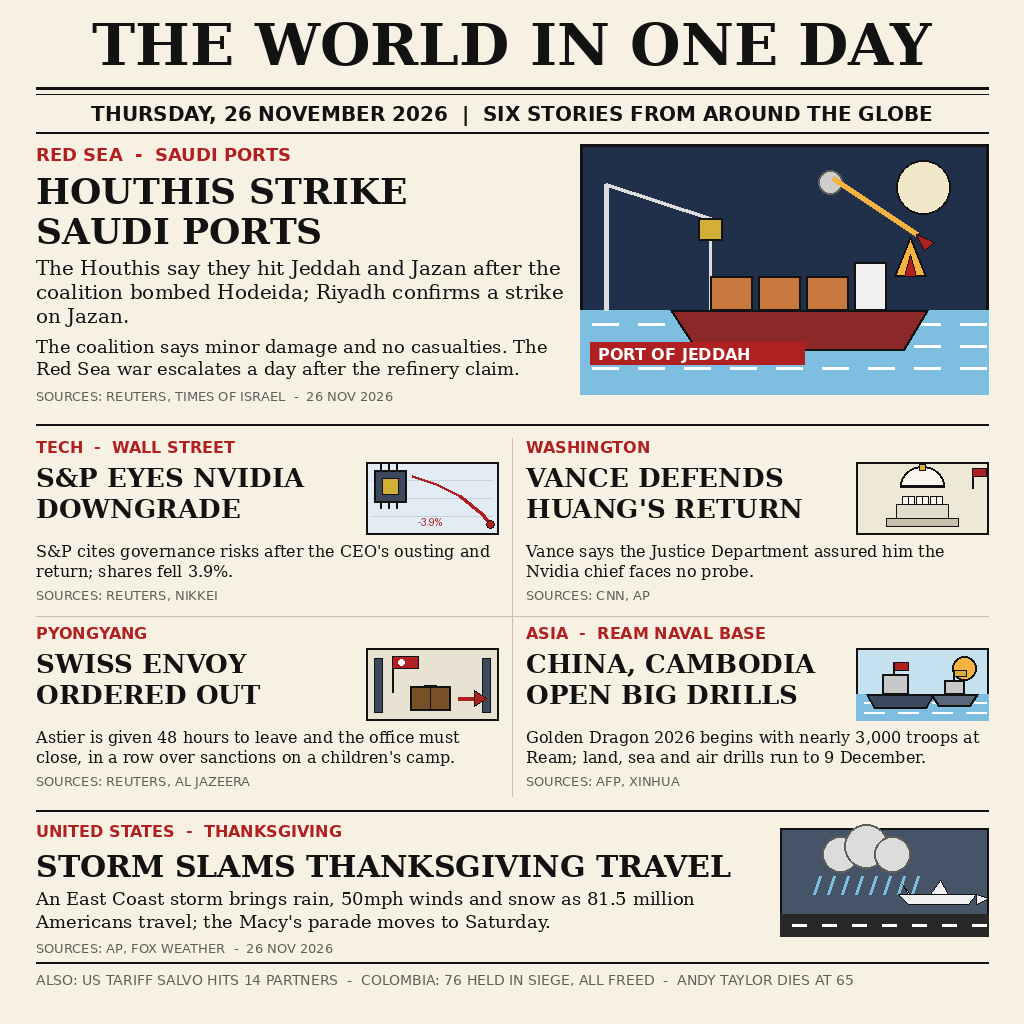 THE WORLD IN ONE DAY
THURSDAY, 26 NOVEMBER 2026 | SIX STORIES FROM AROUND THE GLOBE
RED SEA - SAUDI PORTS
HOUTHIS STRIKE
SAUDI PORTS
The Houthis say they hit Jeddah and Jazan after the
coalition bombed Hodeida; Riyadh confirms a strike
on Jazan.
The coalition says minor damage and no casualties. The
Red Sea war escalates a day after the refinery claim.
SOURCES: REUTERS, TIMES OF ISRAEL - 26 NOV 2026
PORT OF JEDDAH
TECH - WALL STREET
S&P EYES NVIDIA
DOWNGRADE
-3.9%
S&P cites governance risks after the CEO's ousting and
return; shares fell 3.9%.
SOURCES: REUTERS, NIKKEI
WASHINGTON
VANCE DEFENDS
HUANG'S RETURN
Vance says the Justice Department assured him the
Nvidia chief faces no probe.
SOURCES: CNN, AP
PYONGYANG
SWISS ENVOY
ORDERED OUT
Astier is given 48 hours to leave and the office must
close, in a row over sanctions on a children's camp.
SOURCES: REUTERS, AL JAZEERA
ASIA - REAM NAVAL BASE
CHINA, CAMBODIA
OPEN BIG DRILLS
Golden Dragon 2026 begins with nearly 3,000 troops at
Ream; land, sea and air drills run to 9 December.
SOURCES: AFP, XINHUA
UNITED STATES - THANKSGIVING
STORM SLAMS THANKSGIVING TRAVEL
An East Coast storm brings rain, 50mph winds and snow as 81.5 million
Americans travel; the Macy's parade moves to Saturday.
SOURCES: AP, FOX WEATHER - 26 NOV 2026
ALSO: US TARIFF SALVO HITS 14 PARTNERS - COLOMBIA: 76 HELD IN SIEGE, ALL FREED - ANDY TAYLOR DIES AT 65